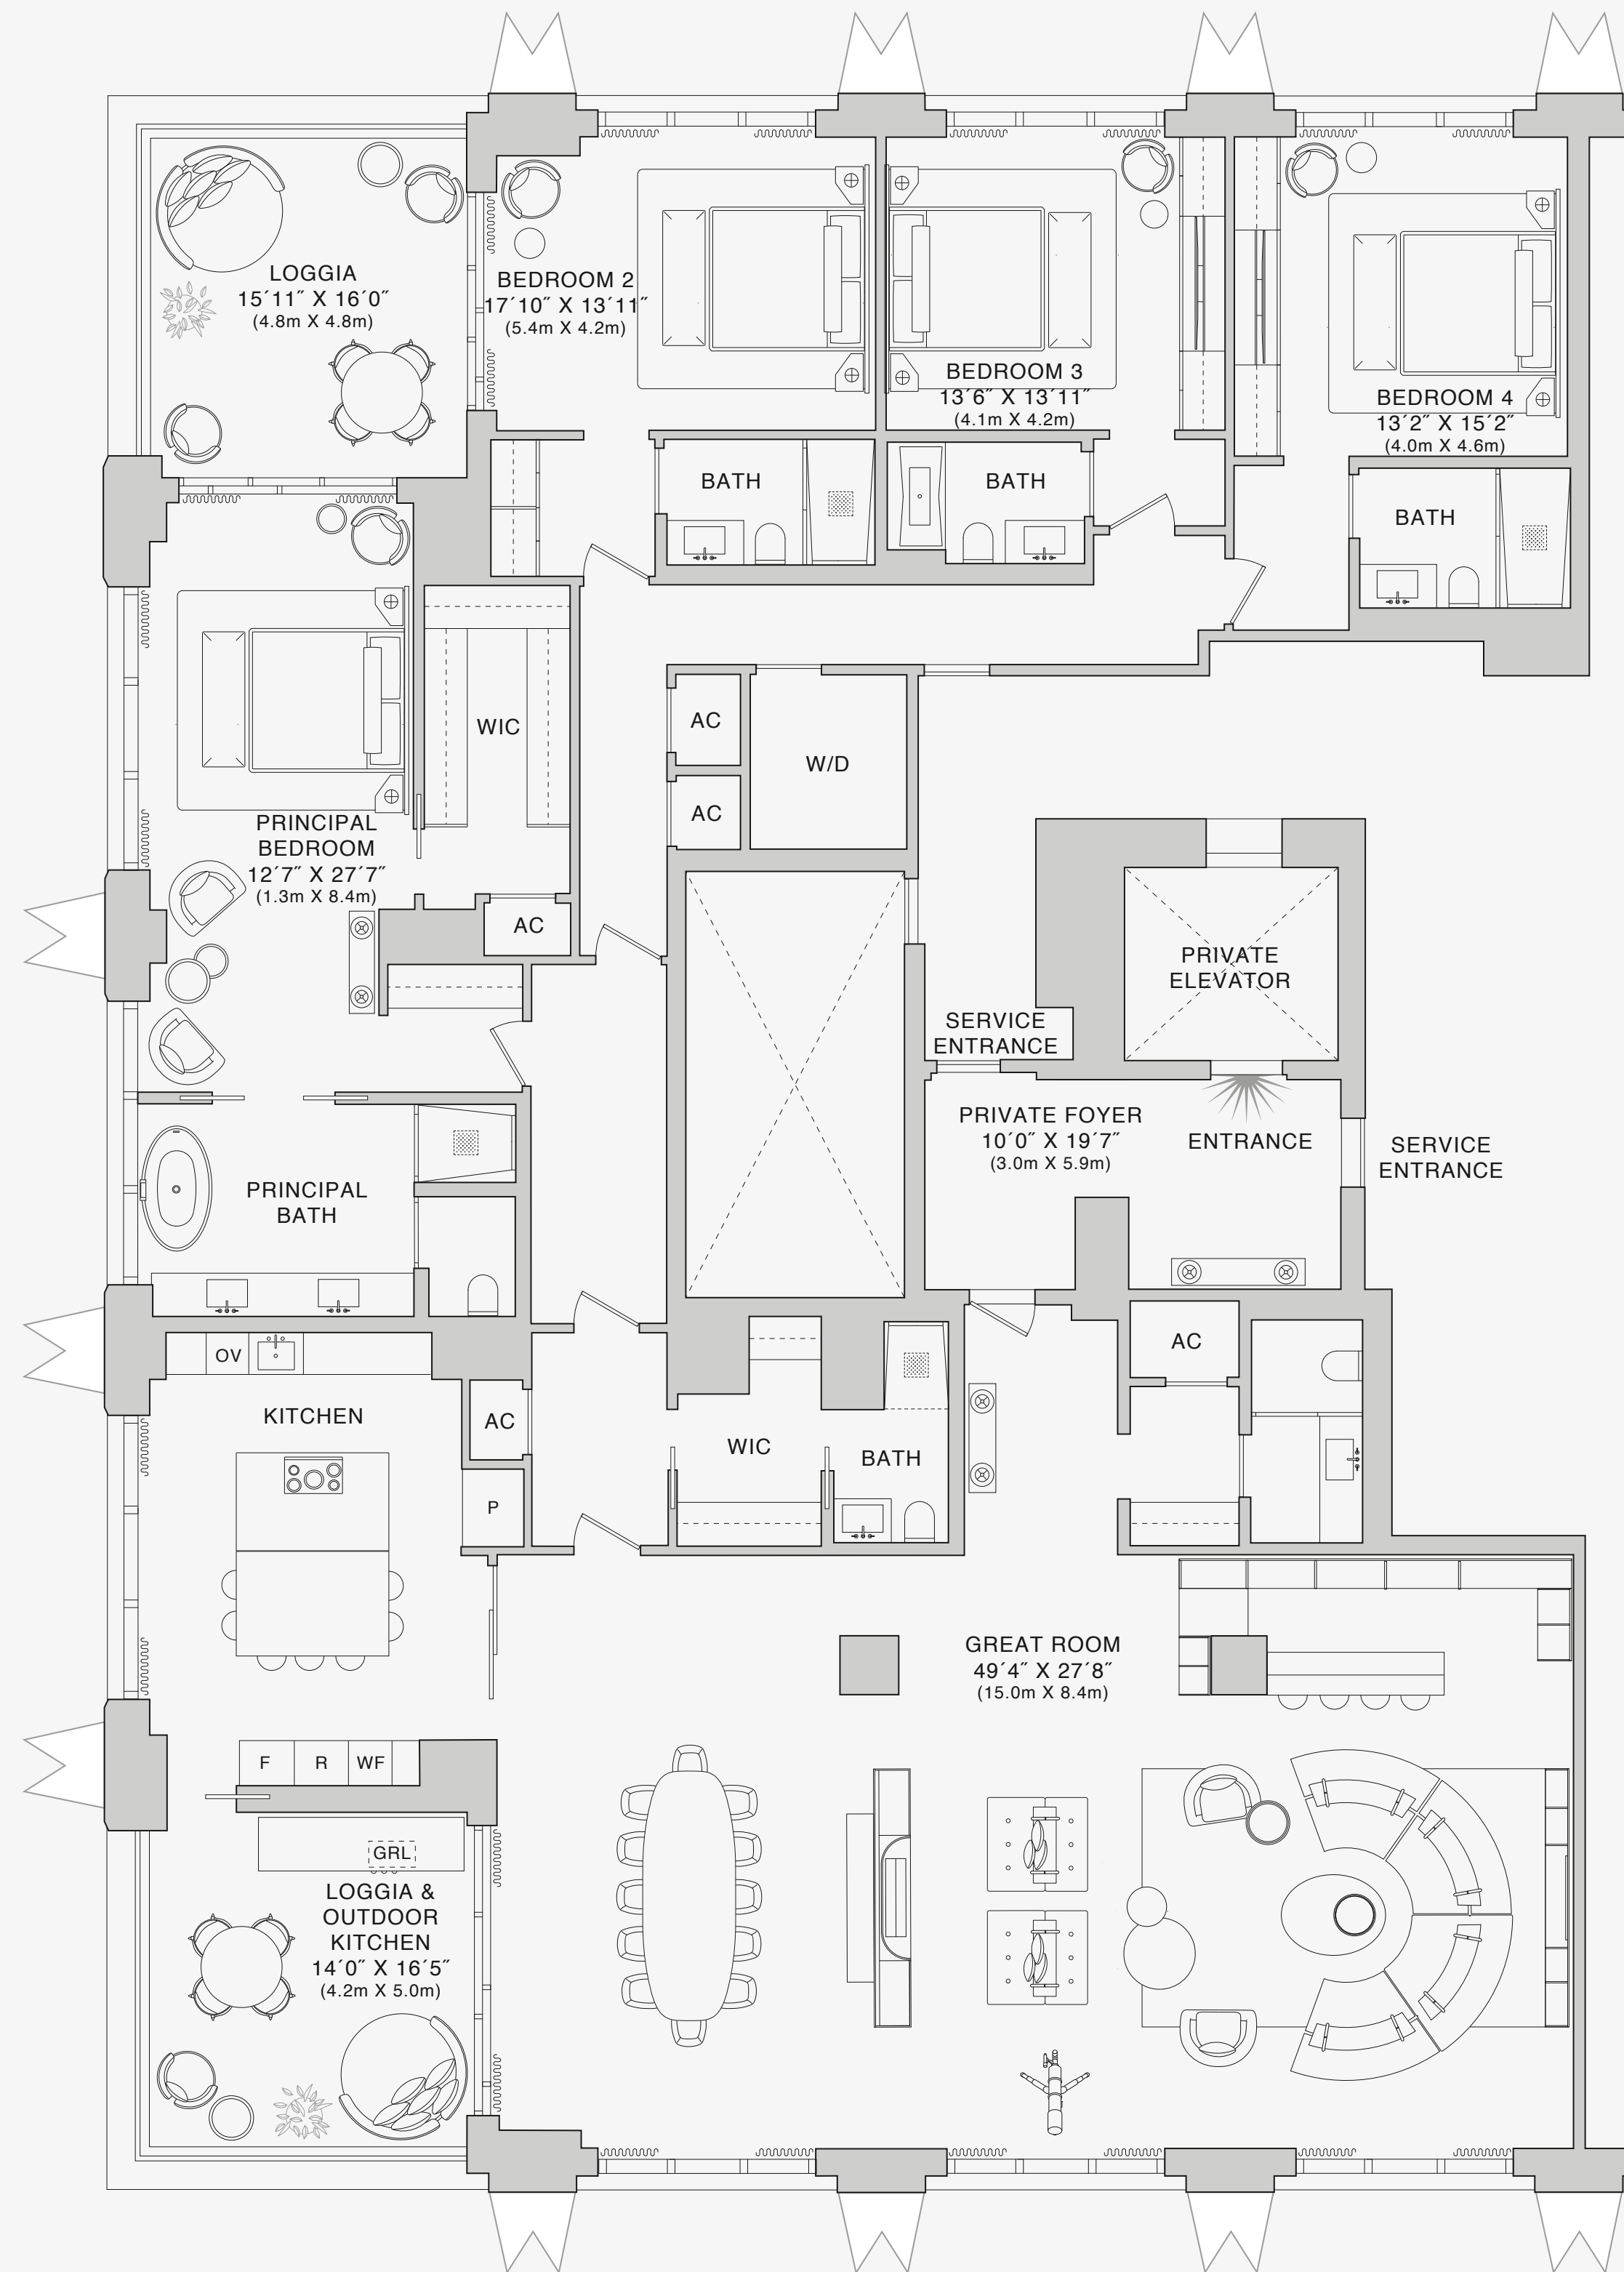 LOGGIA
15´11˝ X 16´0˝
(4.8m X 4.8m)
BEDROOM 2
17´10˝ X 13´11˝
(5.4m X 4.2m)
BEDROOM 3
13´6˝ X 13´11˝
(4.1m X 4.2m)
BEDROOM 4
13´2˝ X 15´2˝
(4.0m X 4.6m)
BATH
BATH
BATH
WIC
AC
W/D
AC
PRINCIPAL
BEDROOM
12´7˝ X 27´7˝
(1.3m X 8.4m)
AC
PRIVATE
ELEVATOR
SERVICE
ENTRANCE
PRIVATE FOYER
10´0˝ X 19´7˝
(3.0m X 5.9m)
ENTRANCE
SERVICE
ENTRANCE
PRINCIPAL
BATH
OV
AC
KITCHEN
AC
WIC
BATH
P
GREAT ROOM
49´4˝ X 27´8˝
(15.0m X 8.4m)
F
R
WF
GRL
LOGGIA &
OUTDOOR
KITCHEN
14´0˝ X 16´5˝
(4.2m X 5.0m)